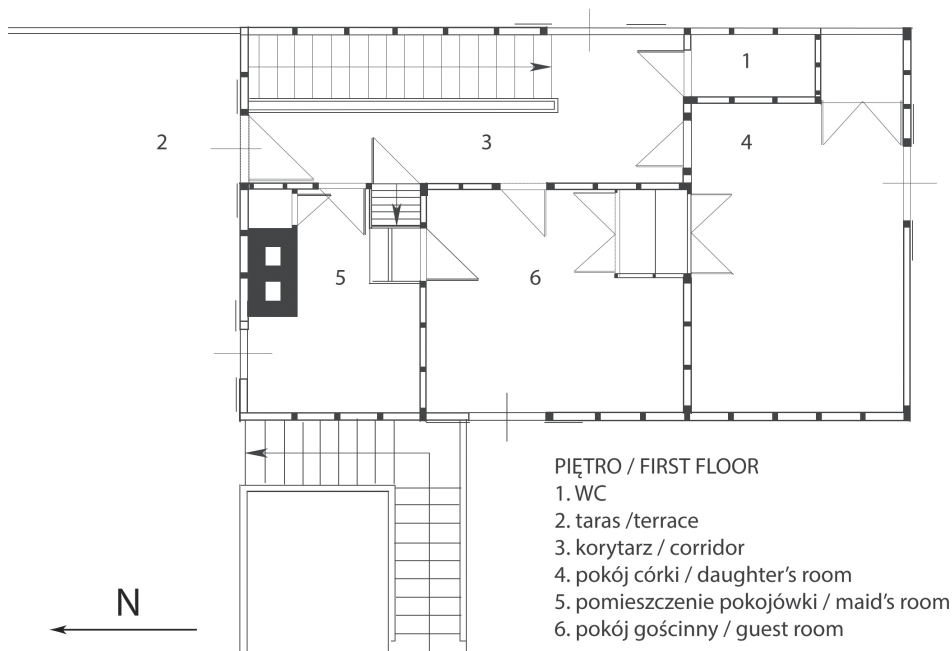 1
2
3
4
5
6
PIĘTRO / FIRST FLOOR
1. WC
2. taras /terrace
3. korytarz / corridor
4. pokój córki / daughter's room
5. pomieszczenie pokojówki / maid's room
6. pokój gościnny / guest room
N